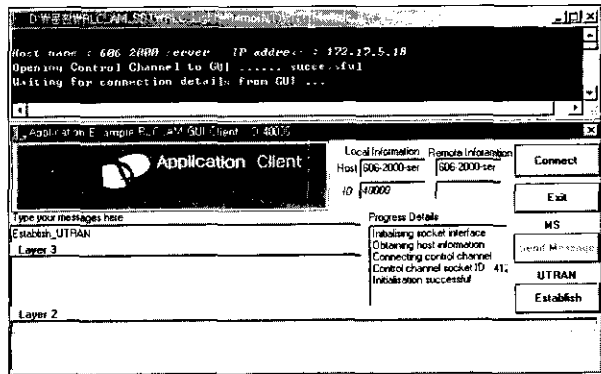 Host name : 606-2000-server IP address : 172.17.5.18
Opening Control Channel to GUI ...... successful
Waiting for connection details from GUI ...
Application Example RLC_AM GUI Client ID 40000
Application Client
Local Information Remote Information
Host 606-2000-ser 606-2000-ser
ID 40000
Connect
Exit
Type your messages here
Establish_UTRAN
Progress Details
Initialising socket interface
Obtaining host information
Connecting control channel
Control channel socket ID 412
Initialisation successful
MS
Send Message
UTRAN
Establish
Layer 3
Layer 2